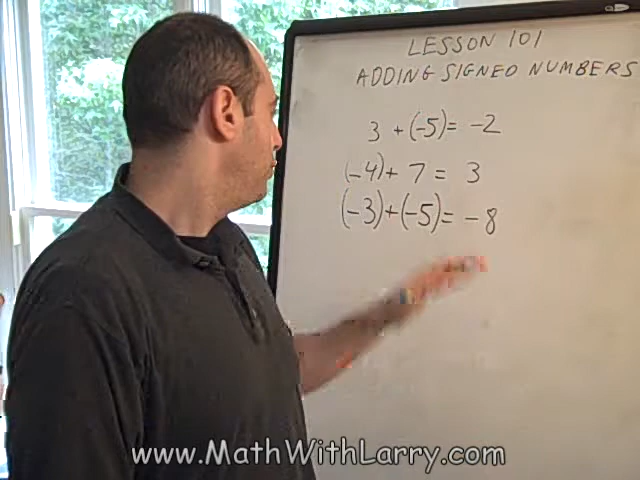 LESSON 101
ADDING SIGNED NUMBERS
3 + (-5) = -2
(-4) + 7 = 3
(-3) + (-5) = -8
www.MathWithLarry.com